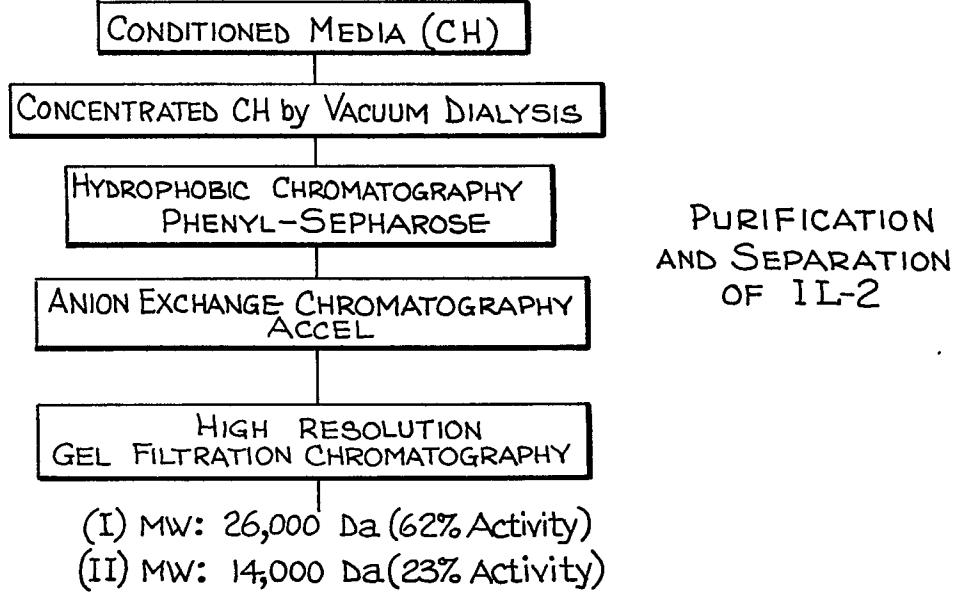 CONDITIONED MEDIA (CH)
CONCENTRATED CH by VACUUM DIALYSIS
HYDROPHOBIC CHROMATOGRAPHY
PHENYL-SEPHAROSE
ANION EXCHANGE CHROMATOGRAPHY
ACCEL
HIGH RESOLUTION
GEL FILTRATION CHROMATOGRAPHY
(I) MW: 26,000 Da (62% Activity)
(II) MW: 14,000 Da (23% Activity)
PURIFICATION
AND SEPARATION
OF IL-2